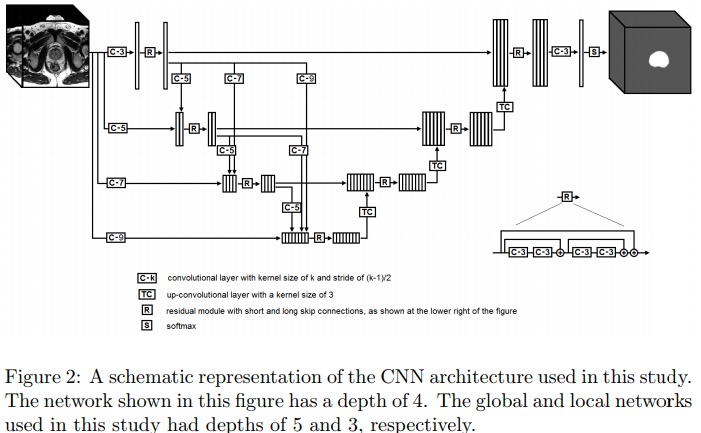 C-3
R
R
C-3
S
C-5
C-7
C-9
TC
C-5
R
R
C-5
C-7
TC
C-7
R
R
C-5
TC
R
C-9
R
C-3
C-3
C-3
C-3
C-k convolutional layer with kernel size of k and stride of (k-1)/2
TC up-convolutional layer with a kernel size of 3
R residual module with short and long skip connections, as shown at the lower right of the figure
S softmax
Figure 2: A schematic representation of the CNN architecture used in this study.
The network shown in this figure has a depth of 4. The global and local networks
used in this study had depths of 5 and 3, respectively.